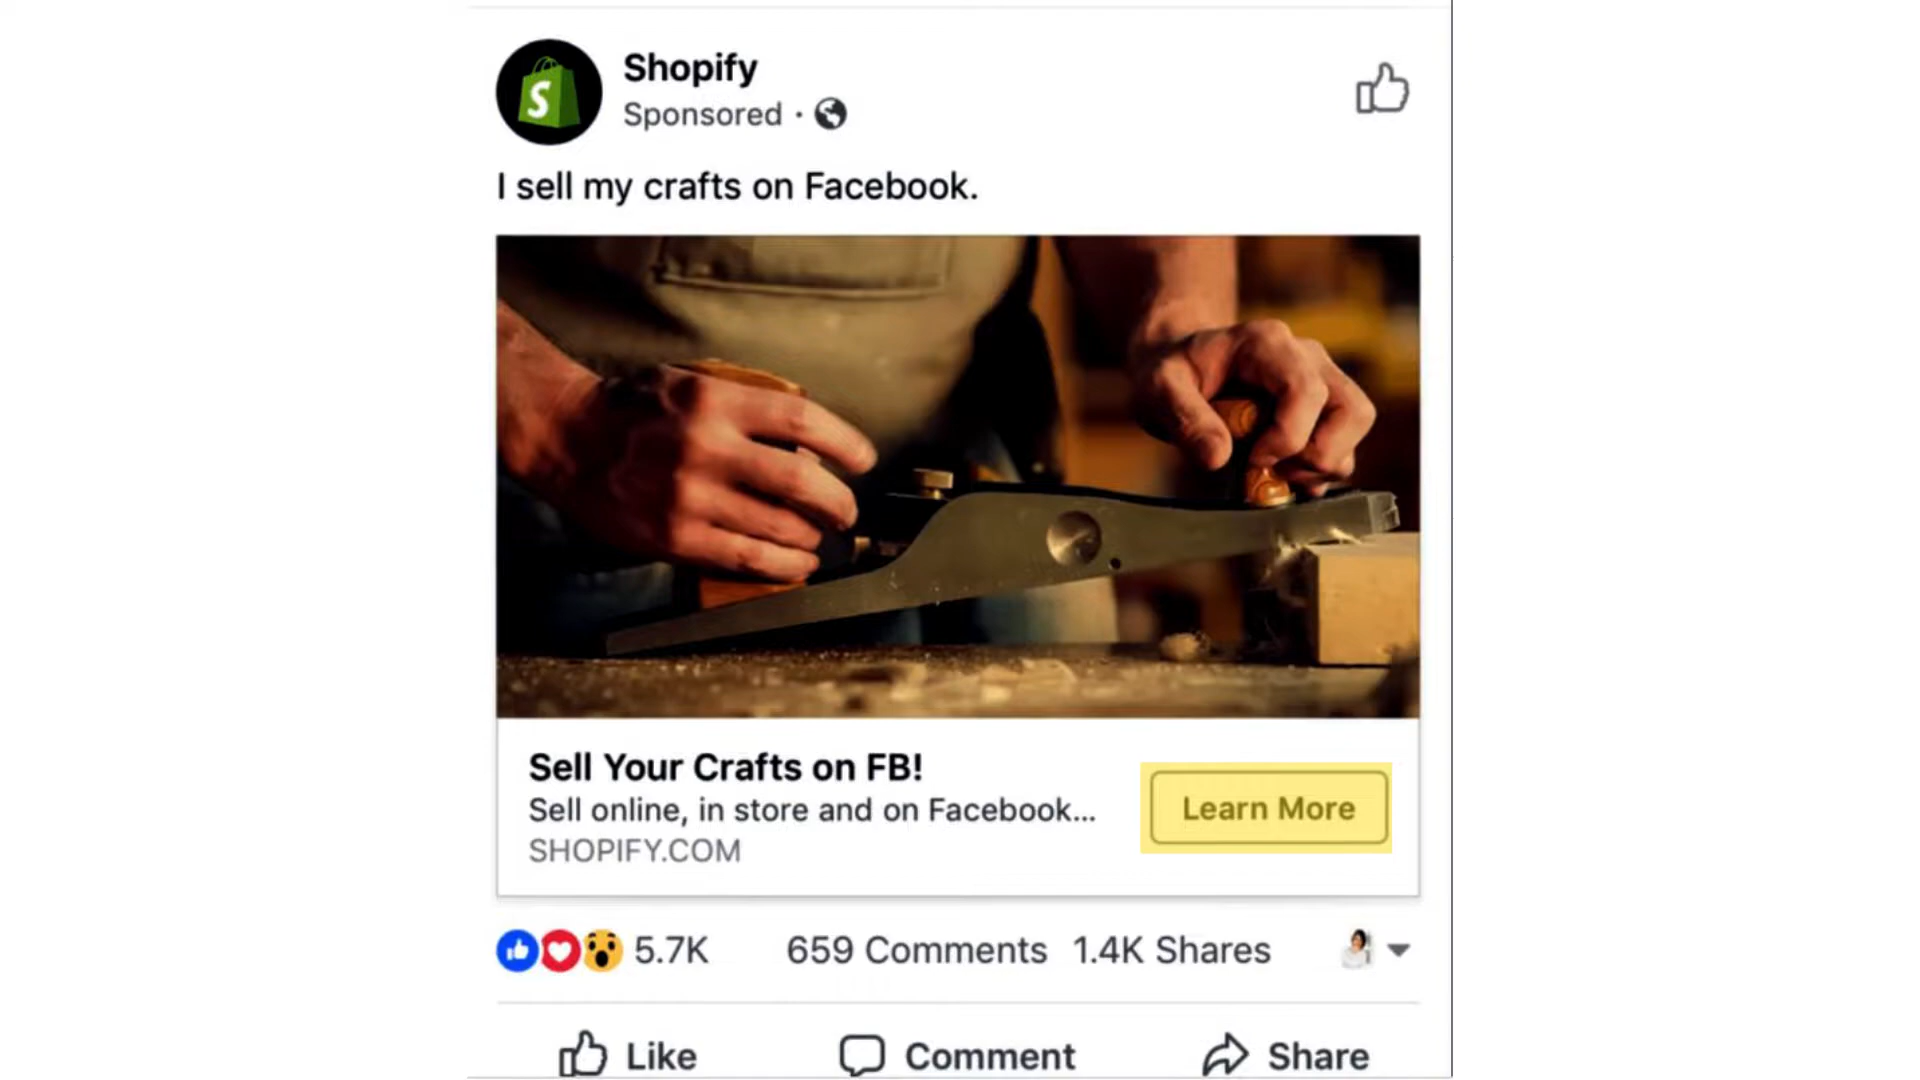 Shopify
Sponsored ·
I sell my crafts on Facebook.
Sell Your Crafts on FB!
Sell online, in store and on Facebook...
SHOPIFY.COM
Learn More
5.7K 659 Comments 1.4K Shares
Like Comment Share